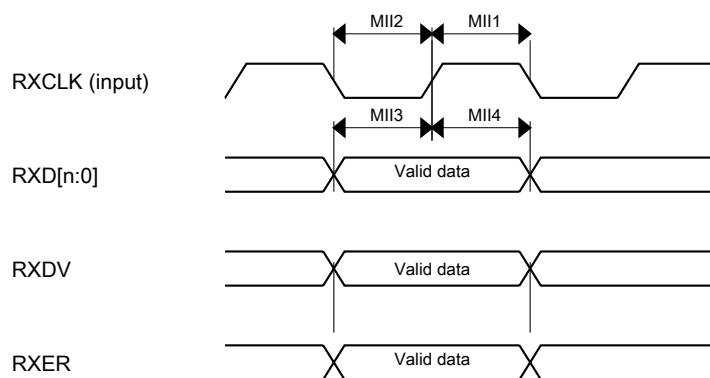 MII2 MII1
RXCLK (input)
MII3 MII4
RXD[n:0] Valid data
RXDV Valid data
RXER Valid data